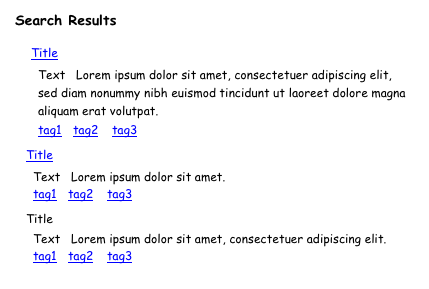 Search Results
Title
Text Lorem ipsum dolor sit amet, consectetuer adipiscing elit,
sed diam nonummy nibh euismod tincidunt ut laoreet dolore magna
aliquam erat volutpat.
tag1 tag2 tag3
Title
Text Lorem ipsum dolor sit amet.
tag1 tag2 tag3
Title
Text Lorem ipsum dolor sit amet, consectetuer adipiscing elit.
tag1 tag2 tag3